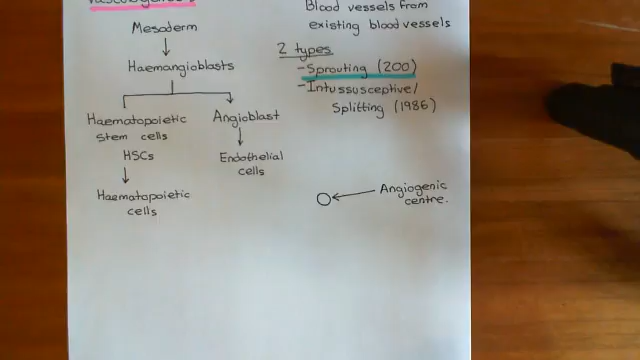 Mesoderm
Haemangioblasts
Haematopoietic
Stem cells
HSCs
Haematopoietic
cells
Angioblast
Endothelial
cells
Blood vessels from
existing blood vessels
2 types
- Sprouting (200)
- Intussusceptive/
Splitting (1986)
Angiogenic
centre.